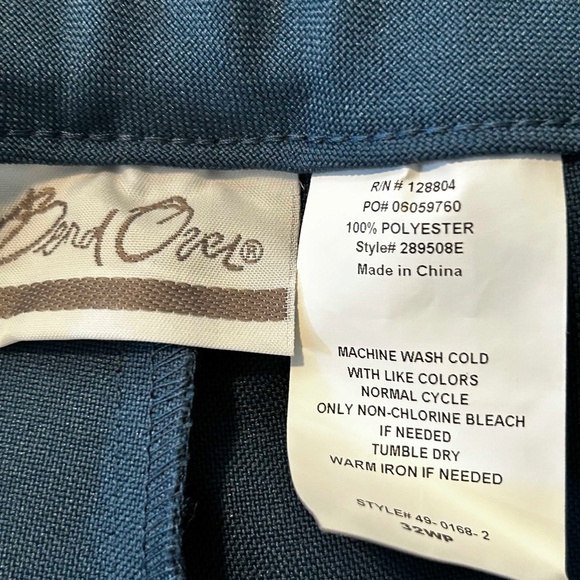 Bend Over®
R/N # 128804
PO# 06059760
100% POLYESTER
Style# 289508E
Made in China
MACHINE WASH COLD
WITH LIKE COLORS
NORMAL CYCLE
ONLY NON-CHLORINE BLEACH
IF NEEDED
TUMBLE DRY
WARM IRON IF NEEDED
STYLE# 49-0168-2
32WP